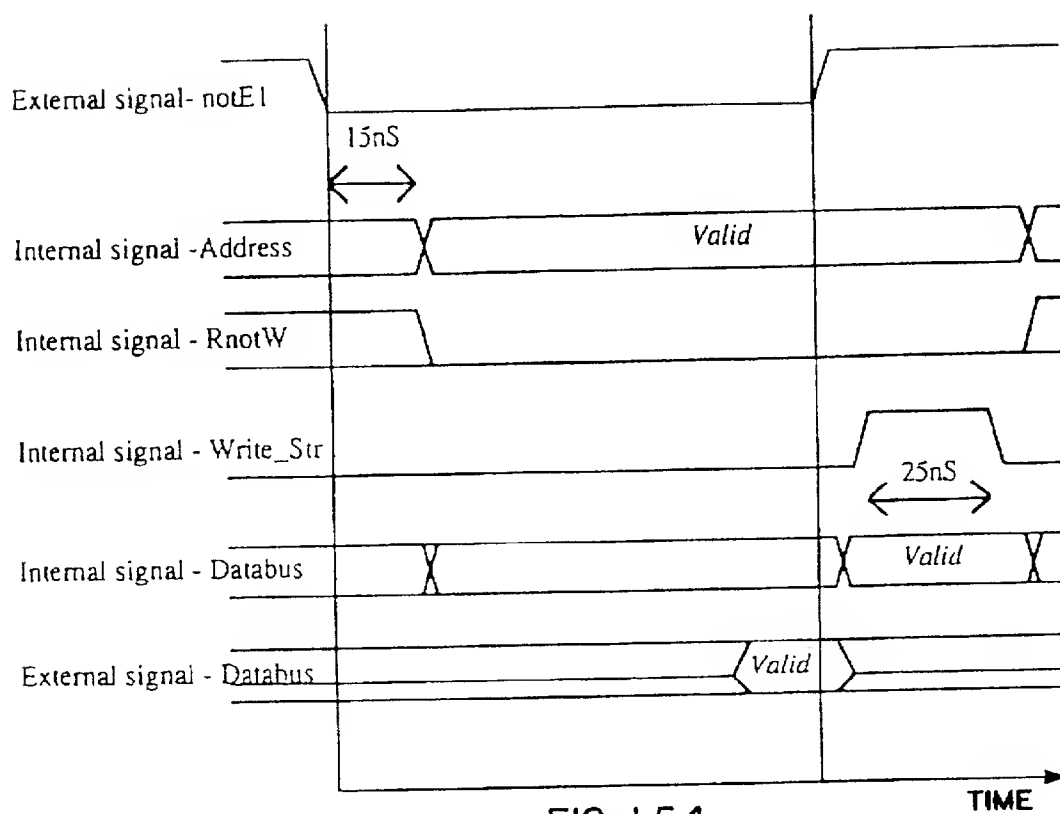 External signal- notE1
15nS
Internal signal -Address
Valid
Internal signal - RnotW
Internal signal - Write_Str
25nS
Internal signal - Databus
Valid
External signal - Databus
Valid
TIME